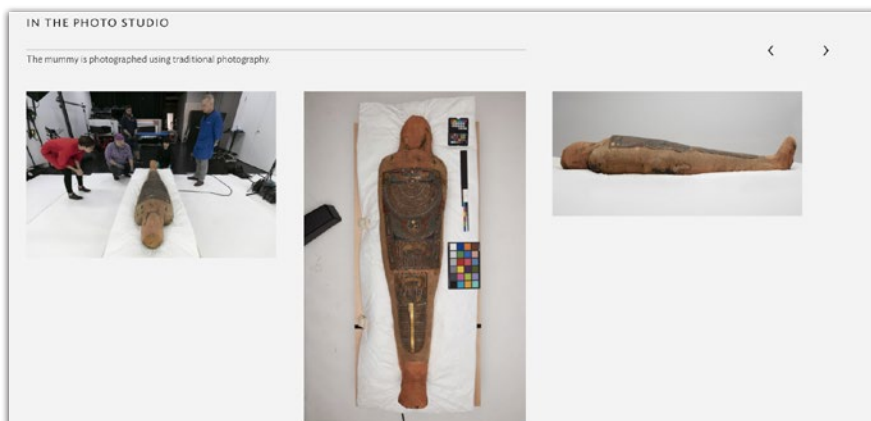 IN THE PHOTO STUDIO
The mummy is photographed using traditional photography.